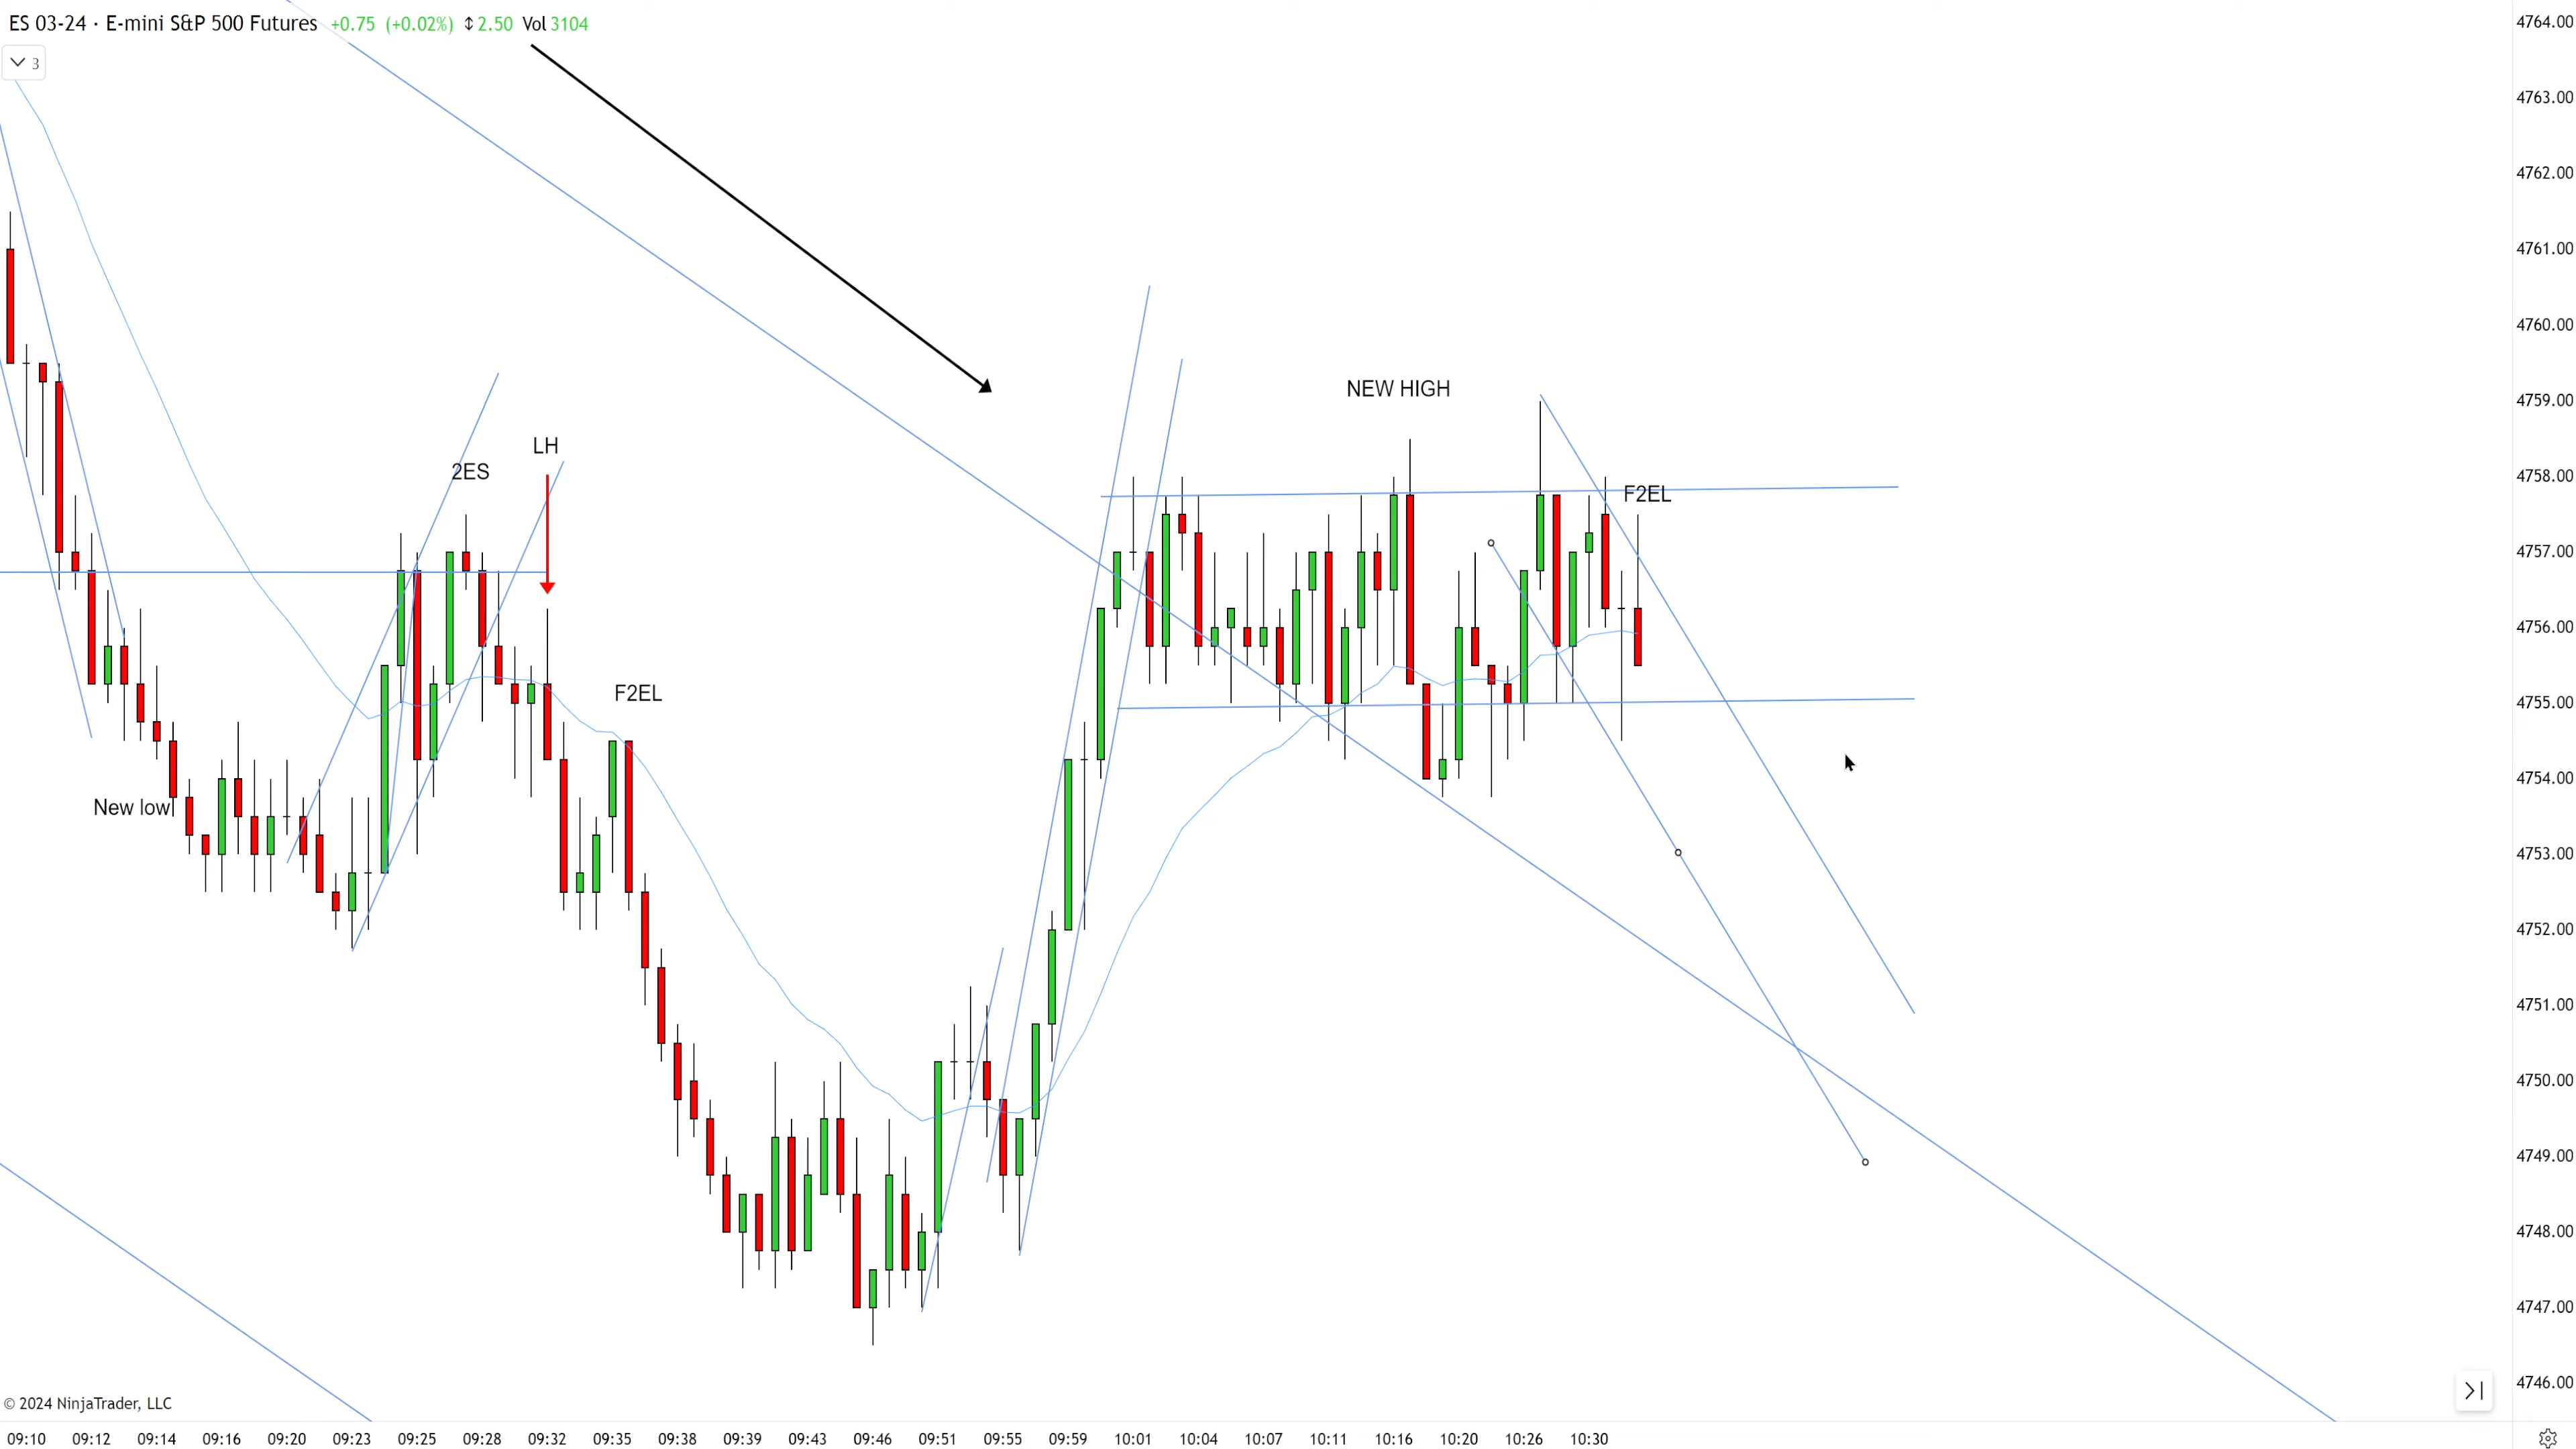 ES 03-24 · E-mini S&P 500 Futures +0.75 (+0.02%) ↕2.50 Vol 3104
3
4764.00
4763.00
4762.00
4761.00
4760.00
4759.00
4758.00
4757.00
4756.00
4755.00
4754.00
4753.00
4752.00
4751.00
4750.00
4749.00
4748.00
4747.00
4746.00
NEW HIGH
LH
2ES
F2EL
F2EL
New low
© 2024 NinjaTrader, LLC
09:10 09:12 09:14 09:16 09:20 09:23 09:25 09:28 09:32 09:35 09:38 09:39 09:43 09:46 09:51 09:55 09:59 10:01 10:04 10:07 10:11 10:16 10:20 10:26 10:30